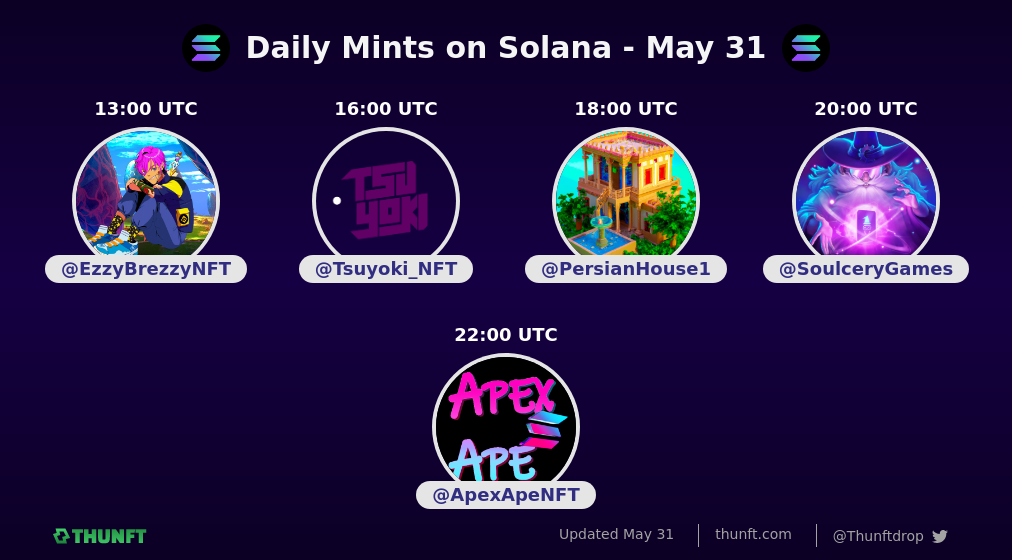 Daily Mints on Solana - May 31
13:00 UTC
16:00 UTC
18:00 UTC
20:00 UTC
TSU
YOKI
@EzzyBrezzyNFT
@Tsuyoki_NFT
@PersianHouse1
@SoulceryGames
22:00 UTC
APEX
APE
@ApexApeNFT
THUNFT
Updated May 31
thunft.com
@Thunftdrop